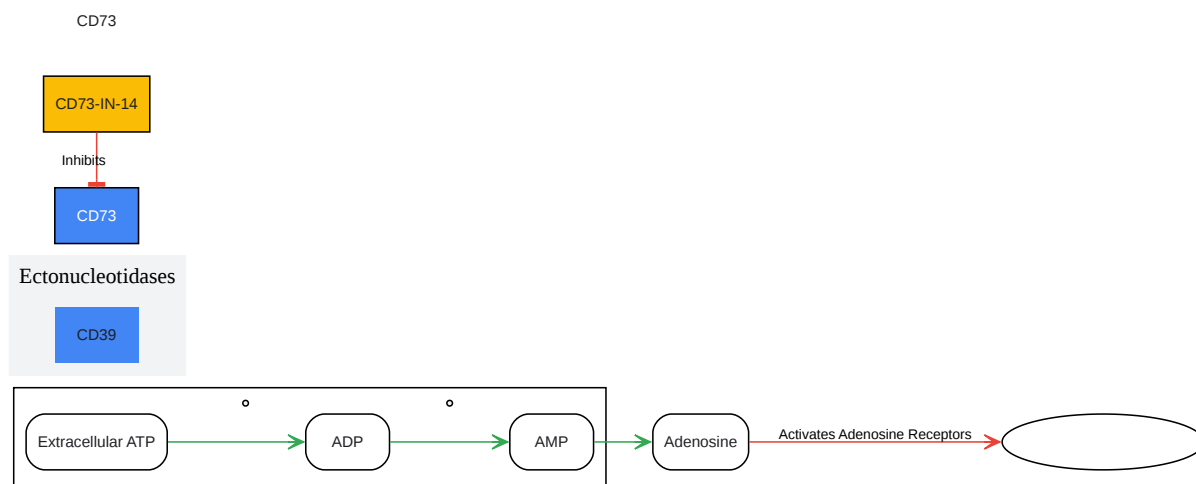 CD73
CD73-IN-14
Inhibits
CD73
Ectonucleotidases
CD39
Extracellular ATP
ADP
AMP
Adenosine
Activates Adenosine Receptors